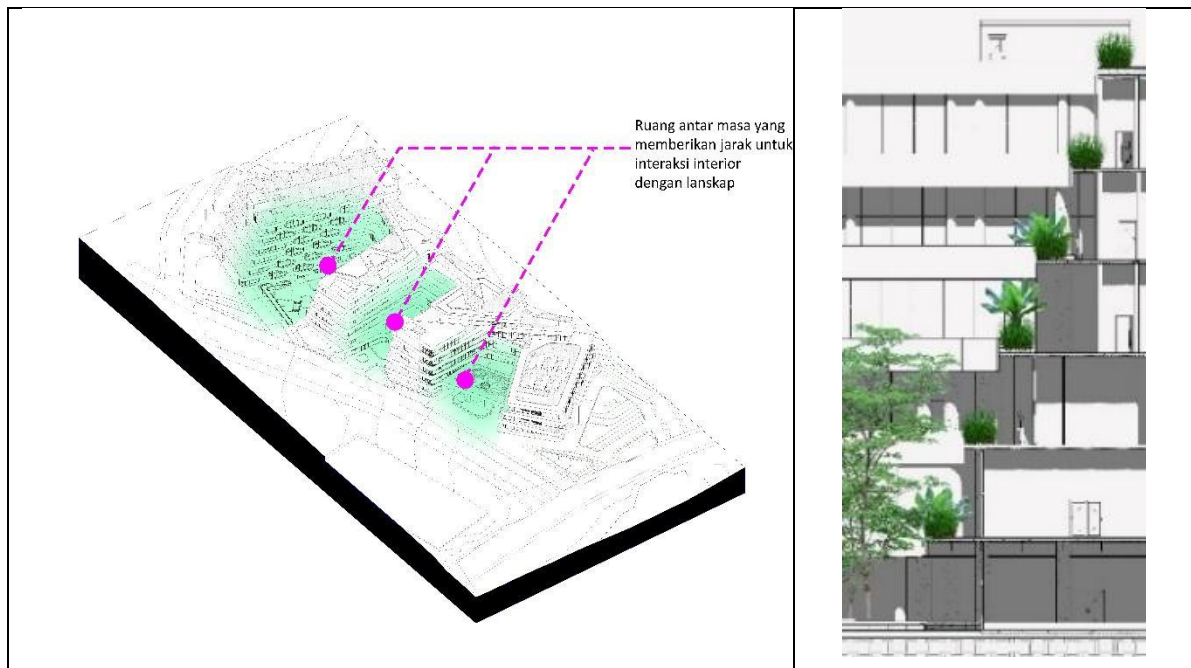 Ruang antar masa yang
memberikan jarak untuk
interaksi interior
dengan lanskap